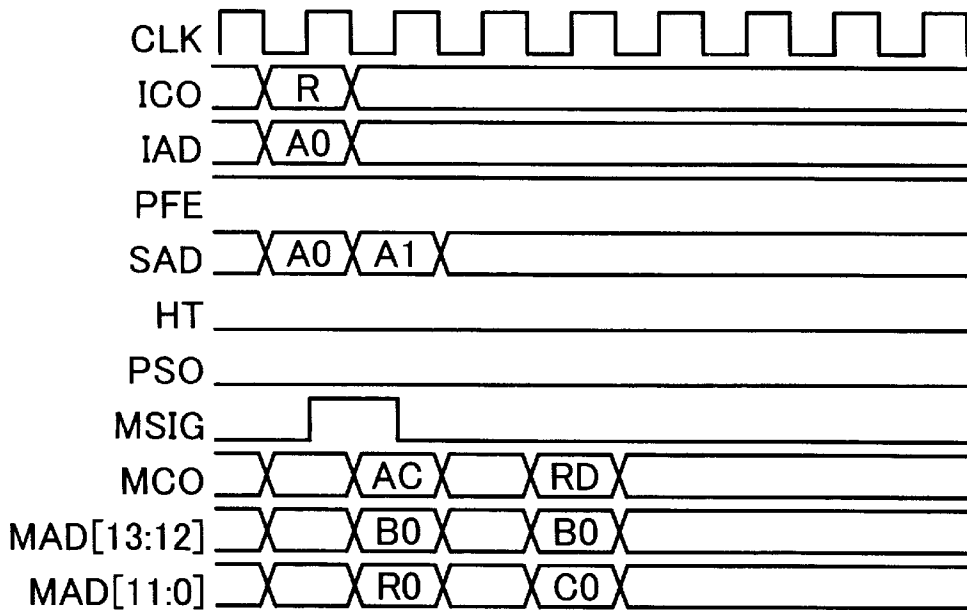 CLK
ICO R
IAD A0
PFE
SAD A0 A1
HT
PSO
MSIG
MCO AC RD
MAD[13:12] B0 B0
MAD[11:0] R0 C0